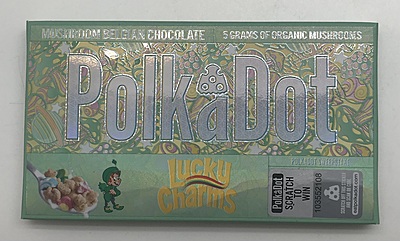 MUSHROOM BELGIAN CHOCOLATE
5 GRAMS OF ORGANIC MUSHROOMS
PolkaDot
Lucky
Charms
PolkaDot
SCRATCH
TO
WIN